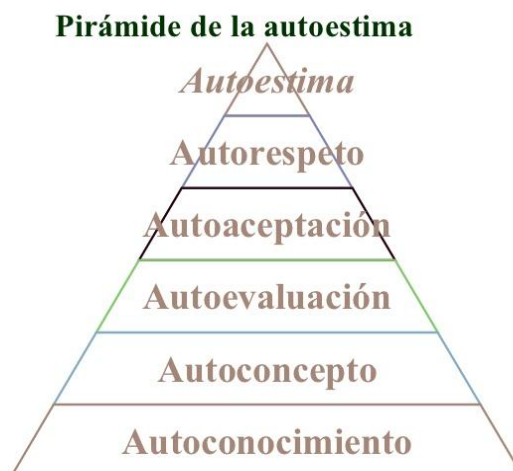 Pirámide de la autoestima
Autoestima
Autorespeto
Autoaceptación
Autoevaluación
Autoconcepto
Autoconocimiento